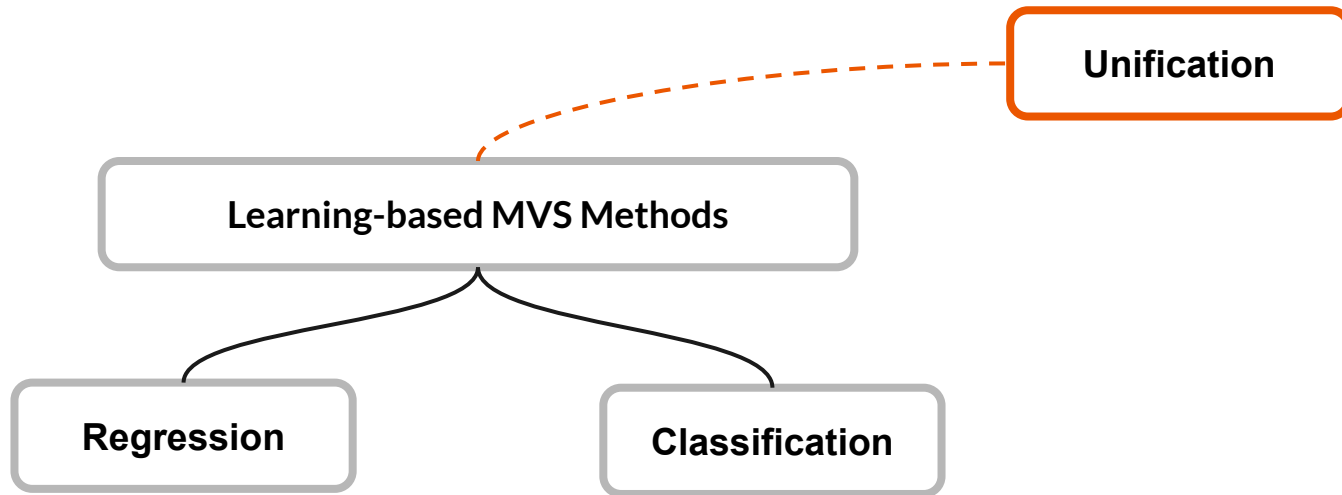 Unification
Learning-based MVS Methods
Regression
Classification